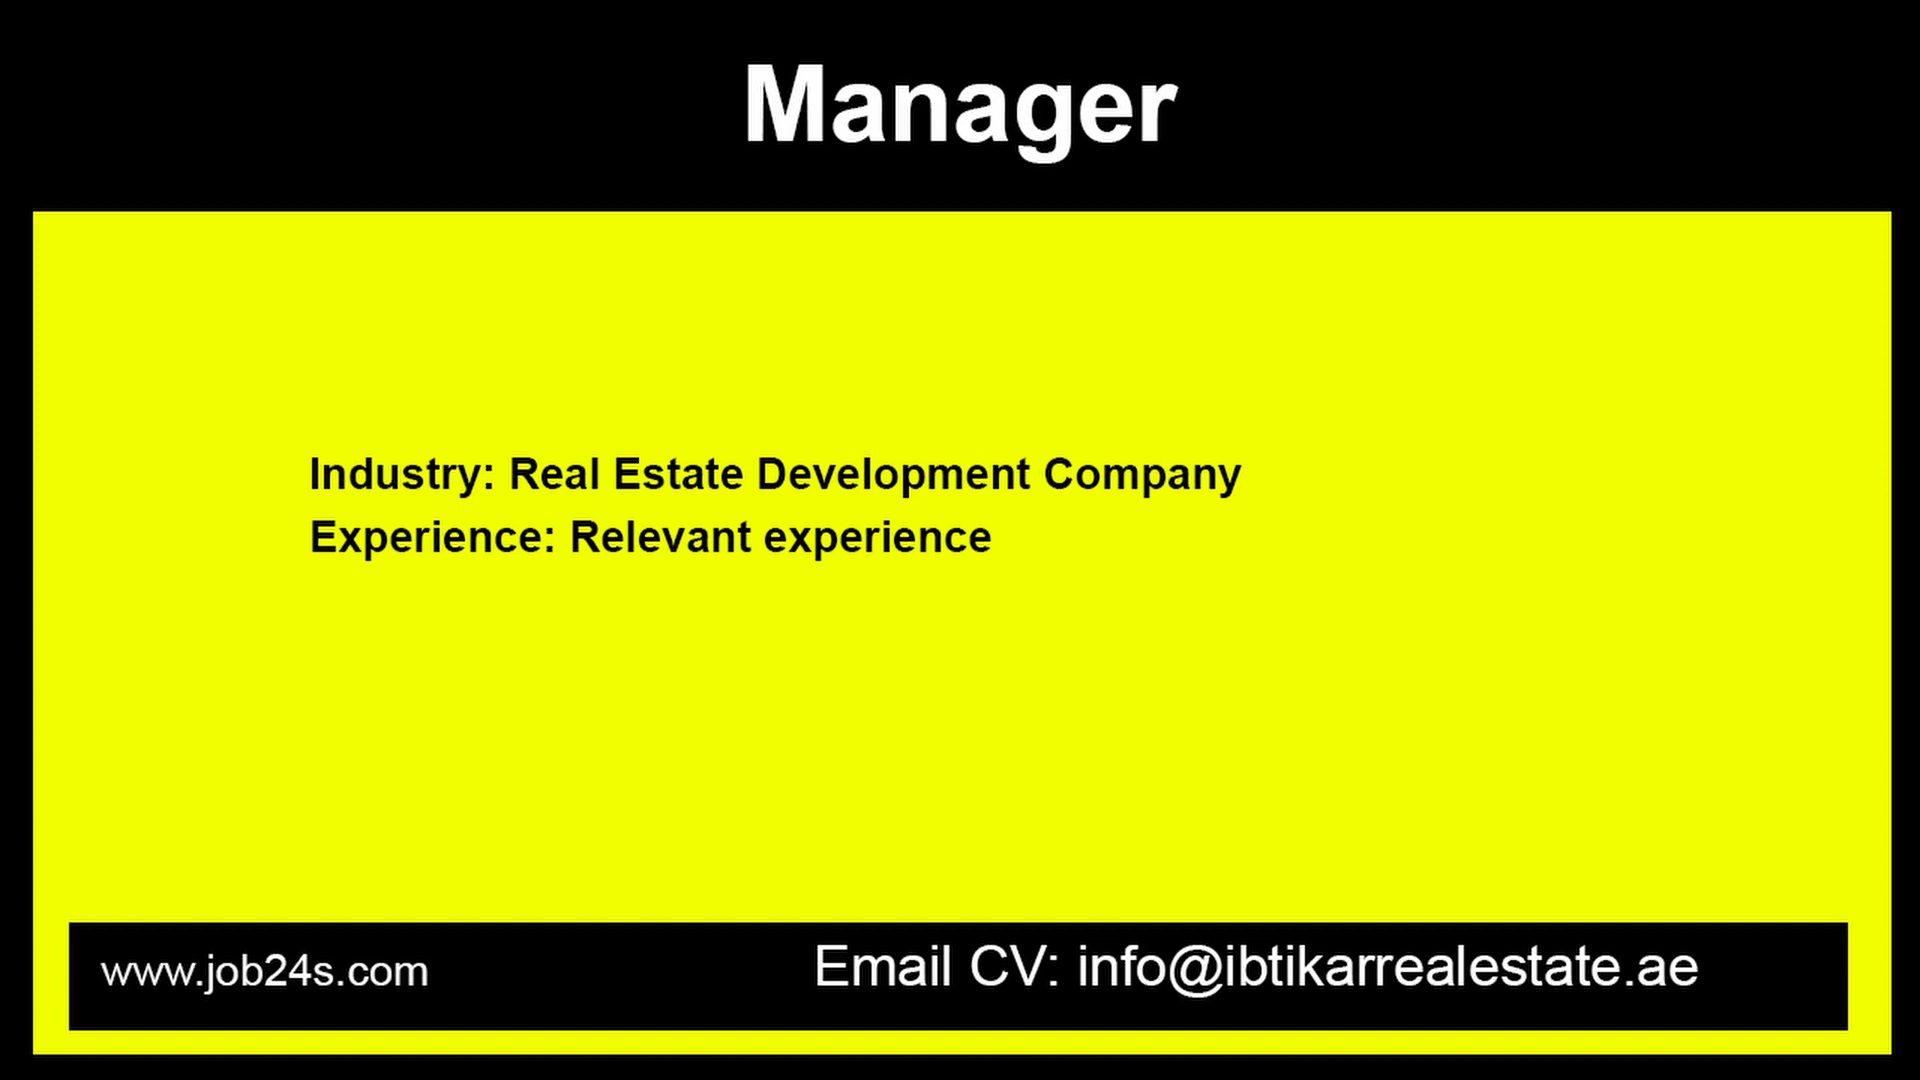 Manager
Industry: Real Estate Development Company
Experience: Relevant experience
www.job24s.com
Email CV: info@ibtikarrealestate.ae